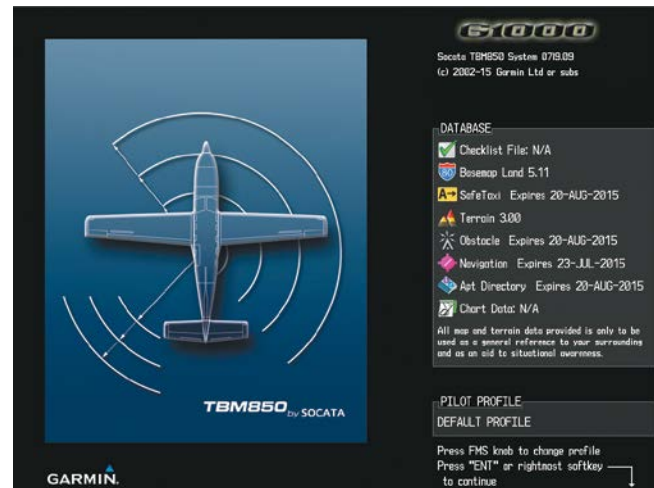 G1000
Socata TBM850 System 0719.09
(c) 2002-15 Garmin Ltd or subs
DATABASE
Checklist File: N/A
80
Basemap Land 5.11
A→ SafeTaxi Expires 20-AUG-2015
Terrain 3.00
Obstacle Expires 20-AUG-2015
Navigation Expires 23-JUL-2015
Apt Directory Expires 20-AUG-2015
Chart Data: N/A
All map and terrain data provided is only to be
used as a general reference to your surrounding
and as an aid to situational awareness.
TBM850 by SOCATA
PILOT PROFILE
DEFAULT PROFILE
Press FMS knob to change profile
Press "ENT" or rightmost softkey
to continue
GARMIN.